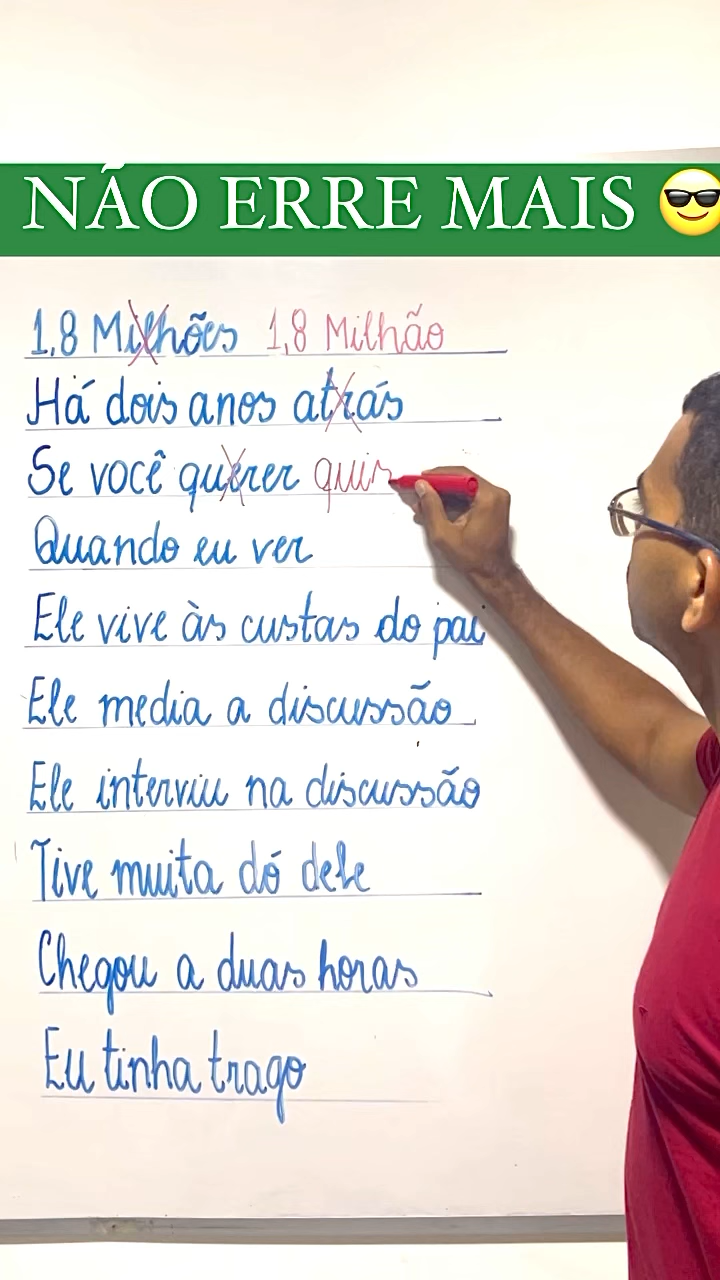 NÃO ERRE MAIS 😎
1,8 Milhões 1,8 Milhão
Há dois anos atrás
Se você querer quis
Quando eu ver
Ele vive às custas do pai
Ele media a discussão
Ele interviu na discussão
Tive muita dó dele
Chegou a duas horas
Eu tinha trago